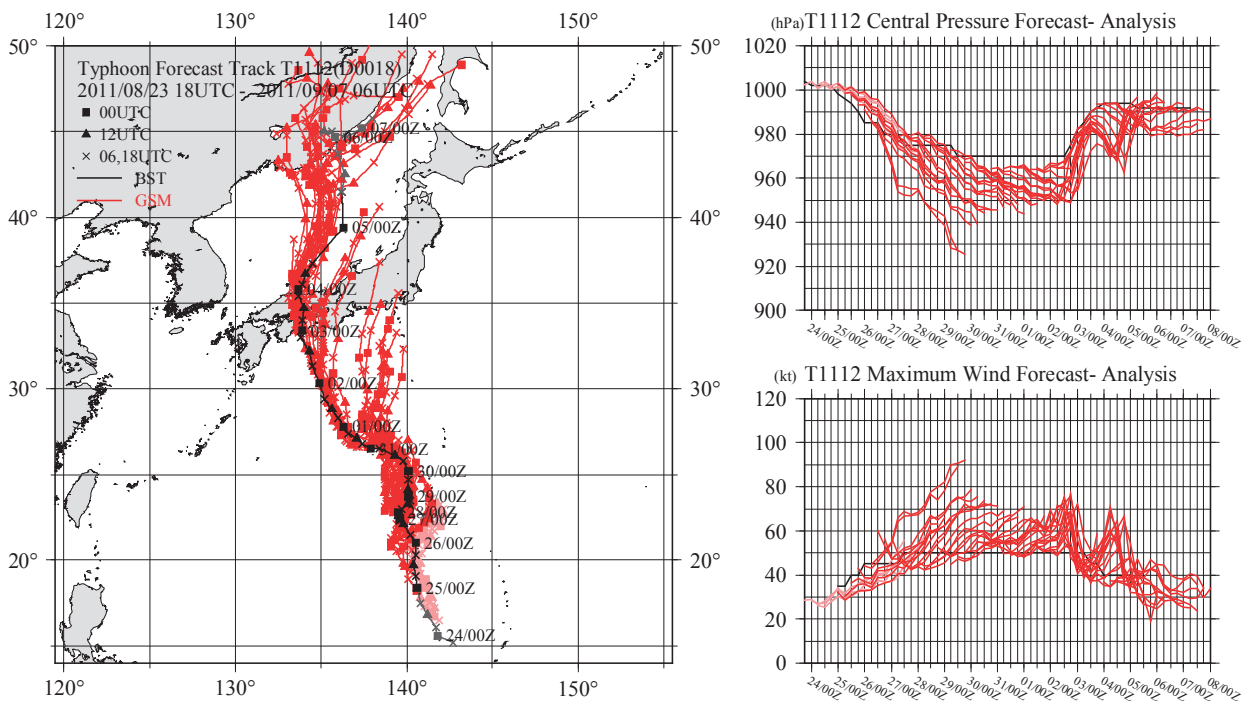 120° 130° 140° 150°
50° 50°
Typhoon Forecast Track T1112(D0018)
2011/08/23 18UTC - 2011/09/07 06UTC
00UTC
12UTC
06,18UTC
BST
GSM
07/00Z
06/00Z
40° 40°
05/00Z
04/00Z
03/00Z
30° 30°
02/00Z
01/00Z
31/00Z
30/00Z
29/00Z
28/00Z
27/00Z
26/00Z
20° 20°
25/00Z
24/00Z
120° 130° 140° 150°
(hPa) T1112 Central Pressure Forecast- Analysis
1020
1000
980
960
940
920
900
24/00Z 25/00Z 26/00Z 27/00Z 28/00Z 29/00Z 30/00Z 31/00Z 01/00Z 02/00Z 03/00Z 04/00Z 05/00Z 06/00Z 07/00Z 08/00Z
(kt) T1112 Maximum Wind Forecast- Analysis
120
100
80
60
40
20
0
24/00Z 25/00Z 26/00Z 27/00Z 28/00Z 29/00Z 30/00Z 31/00Z 01/00Z 02/00Z 03/00Z 04/00Z 05/00Z 06/00Z 07/00Z 08/00Z